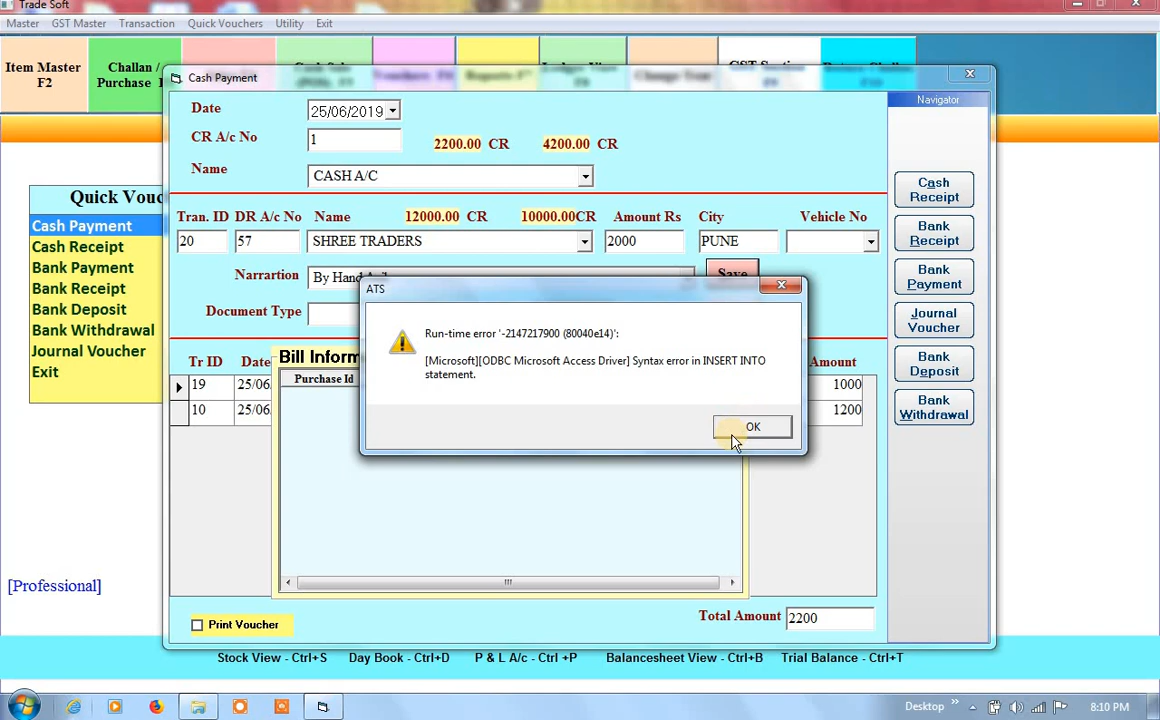 Trade Soft
Master GST Master Transaction Quick Vouchers Utility Exit
Item Master
F2
Challan /
Purchase
Cash Payment
Navigator
Date 25/06/2019
CR A/c No 1 2200.00 CR 4200.00 CR
Name CASH A/C
Tran. ID DR A/c No Name 12000.00 CR 10000.00CR Amount Rs City Vehicle No
20 57 SHREE TRADERS 2000 PUNE
Narrartion By Hand
Save
Document Type
Cash
Receipt
Bank
Receipt
Bank
Payment
Journal
Voucher
Bank
Deposit
Bank
Withdrawal
Quick
Cash Payment
Cash Receipt
Bank Payment
Bank Receipt
Bank Deposit
Bank Withdrawal
Journal Voucher
Exit
ATS
Run-time error '-2147217900 (80040e14)':
[Microsoft][ODBC Microsoft Access Driver] Syntax error in INSERT INTO
statement.
OK
Tr ID Date Bill Inform Amount
Purchase Id
19 25/06 1000
10 25/06 1200
[Professional]
Total Amount 2200
Print Voucher
Stock View - Ctrl+S Day Book - Ctrl+D P & L A/c - Ctrl +P Balancesheet View - Ctrl+B Trial Balance - Ctrl+T
Desktop 8:10 PM